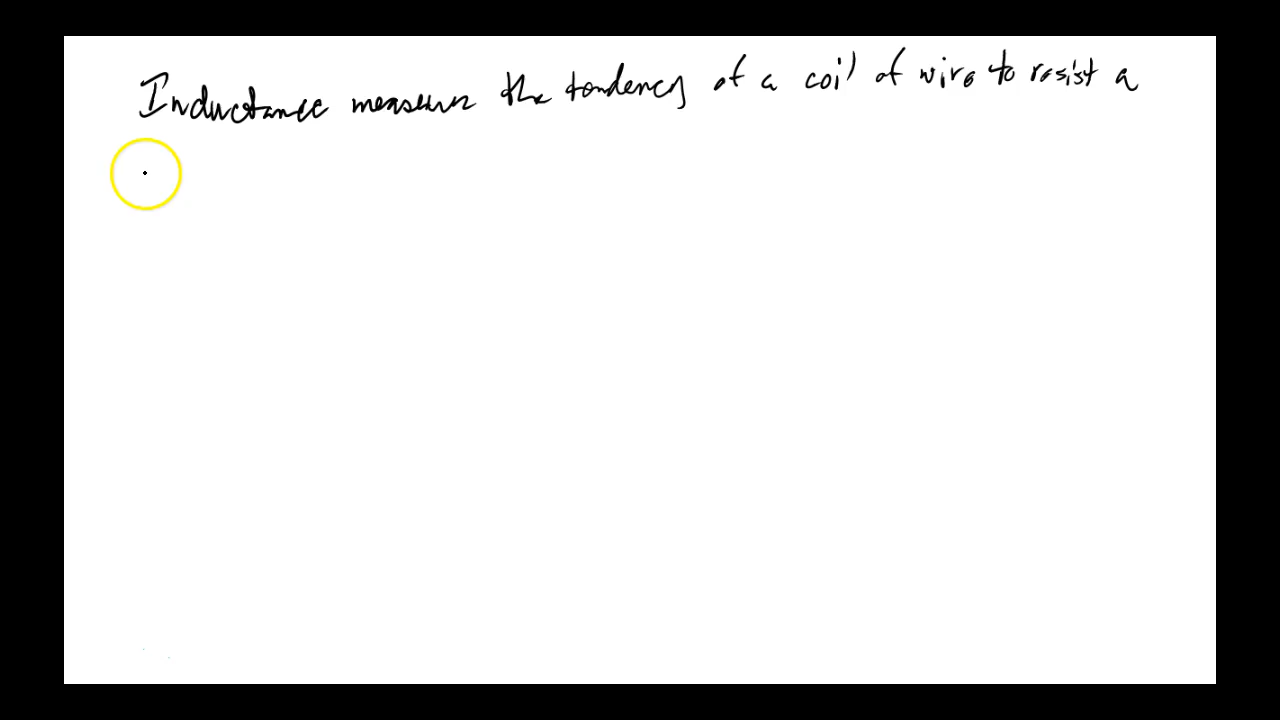 Inductance measures the tendency of a coil of wire to resist a